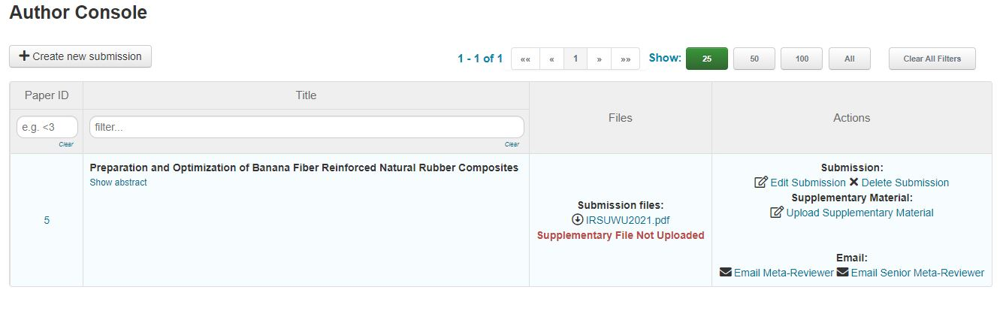 Author Console
Create new submission
1 - 1 of 1 «« « 1 » »» Show: 25 50 100 All Clear All Filters
Paper ID Title Files Actions
e.g. <3 filter...
Clear Clear
5
Preparation and Optimization of Banana Fiber Reinforced Natural Rubber Composites
Show abstract
Submission files:
IRSUWU2021.pdf
Supplementary File Not Uploaded
Submission:
Edit Submission Delete Submission
Supplementary Material:
Upload Supplementary Material
Email:
Email Meta-Reviewer Email Senior Meta-Reviewer